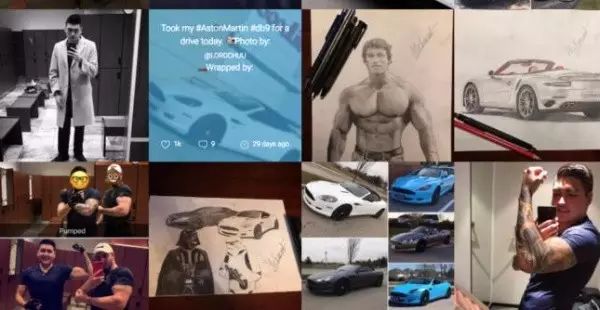 Took my #AstonMartin #db9 for a
drive today. Photo by:
@LORDCHUU
Wrapped by:
1k 9 29 days ago
Pumped